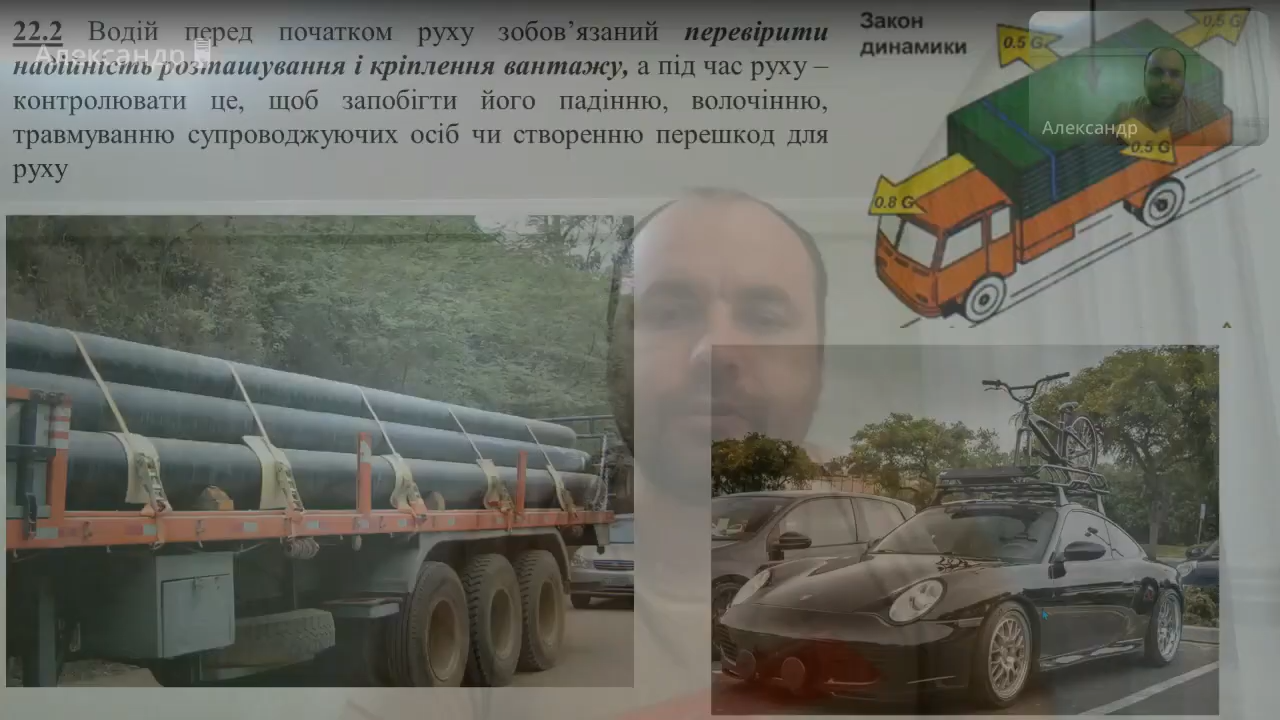 22.2 Водій перед початком руху зобов’язаний перевірити
Александр
надійність розташування і кріплення вантажу, а під час руху –
контролювати це, щоб запобігти його падінню, волочінню,
травмуванню супроводжуючих осіб чи створенню перешкод для
руху
Закон
динамики
0.5 G
0.5 G
Александр
0.5 G
0.8 G